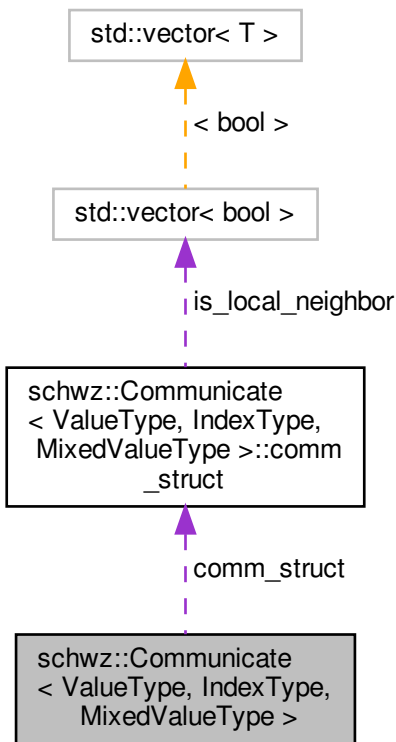 std::vector< T >
< bool >
std::vector< bool >
is_local_neighbor
schwz::Communicate
< ValueType, IndexType,
MixedValueType >::comm
_struct
comm_struct
schwz::Communicate
< ValueType, IndexType,
MixedValueType >